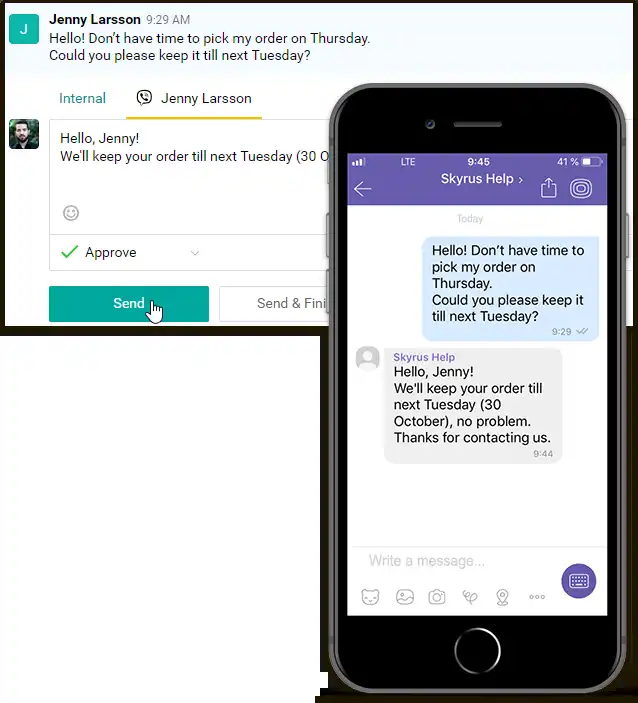 J
Jenny Larsson 9:29 AM
Hello! Don't have time to pick my order on Thursday.
Could you please keep it till next Tuesday?
Internal
Jenny Larsson
Hello, Jenny!
We'll keep your order till next Tuesday (30 O
Approve
Send
Send & Fini
LTE 9:45 41 %
Skyrus Help ›
Today
Hello! Don't have time to
pick my order on
Thursday.
Could you please keep it
till next Tuesday?
9:29
Skyrus Help
Hello, Jenny!
We'll keep your order till
next Tuesday (30
October), no problem.
Thanks for contacting us.
9:44
Write a message...